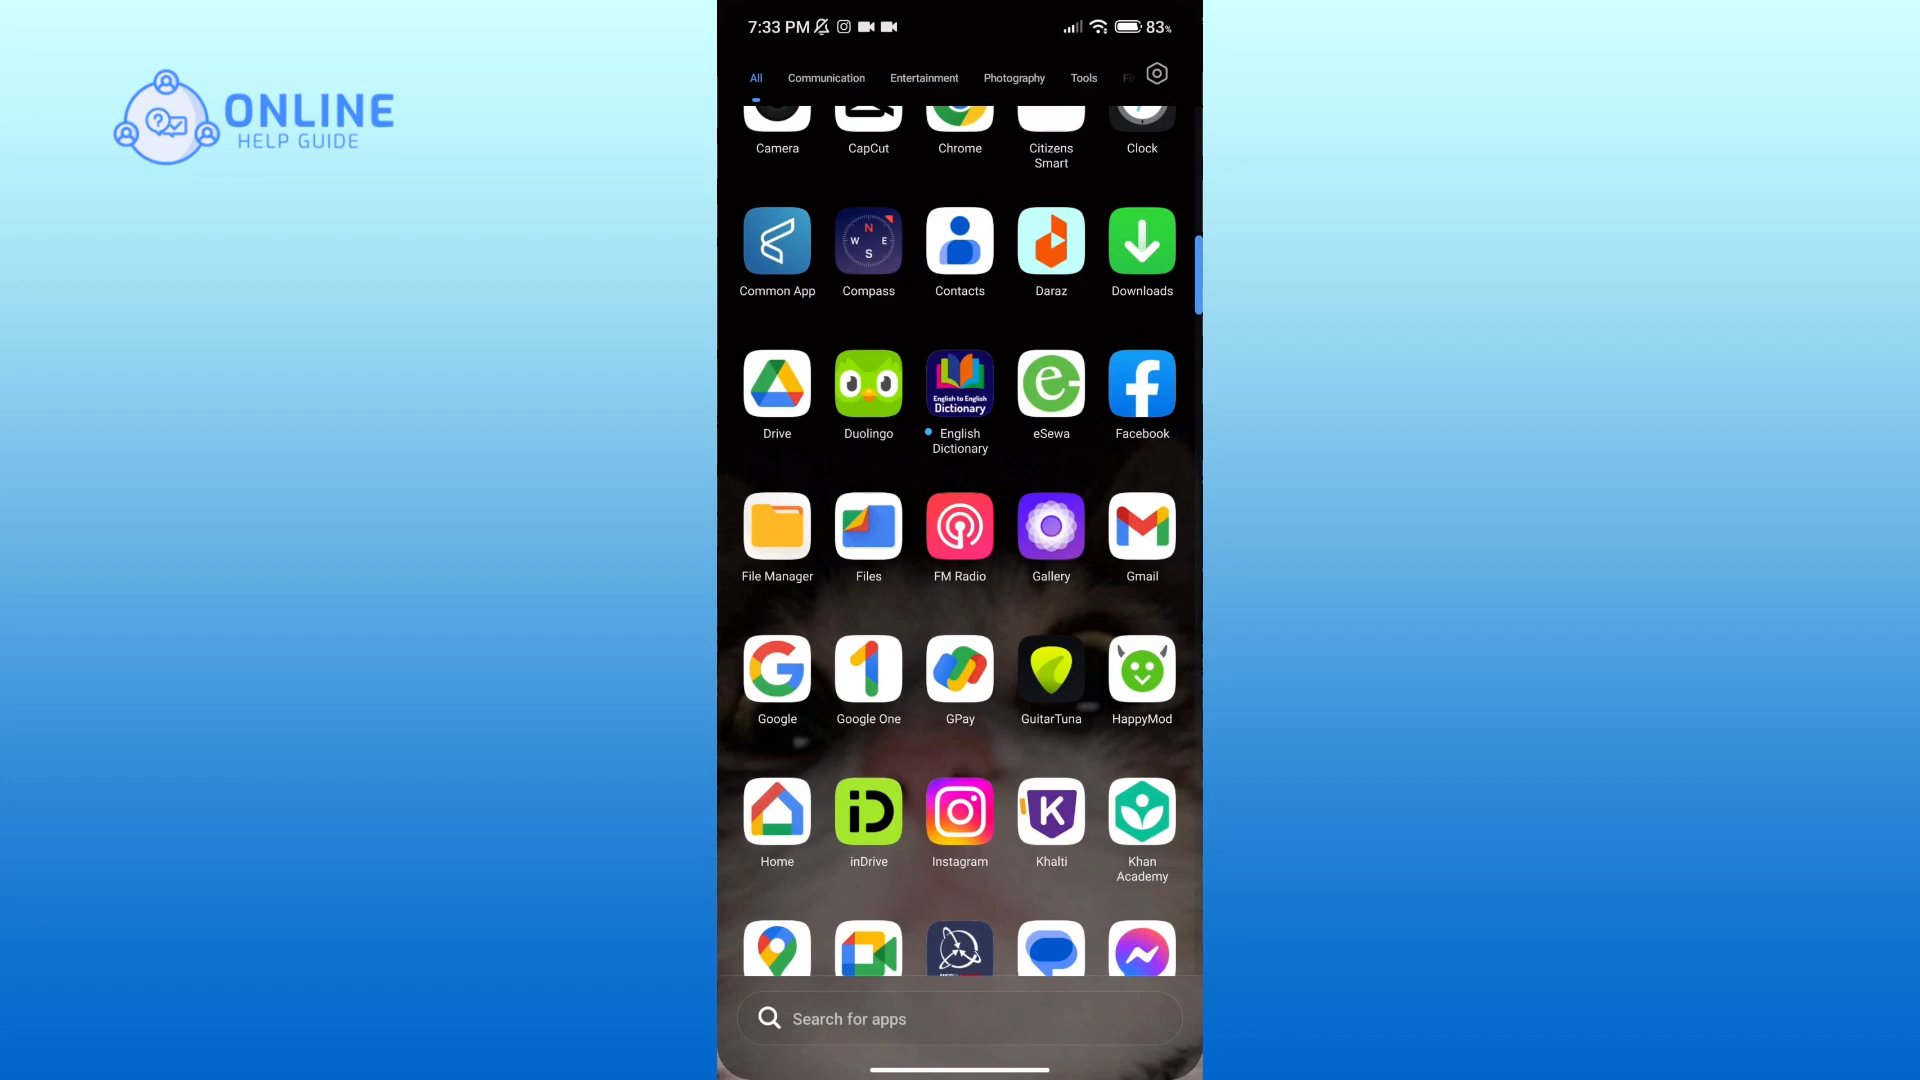 ONLINE
HELP GUIDE
7:33 PM
83%
All Communication Entertainment Photography Tools
Camera CapCut Chrome Citizens Smart Clock
N
W E
S
Common App Compass Contacts Daraz Downloads
English to English
Dictionary
Drive Duolingo English Dictionary eSewa Facebook
File Manager Files FM Radio Gallery Gmail
Google Google One GPay GuitarTuna HappyMod
iD
K
Home inDrive Instagram Khalti Khan Academy
Search for apps